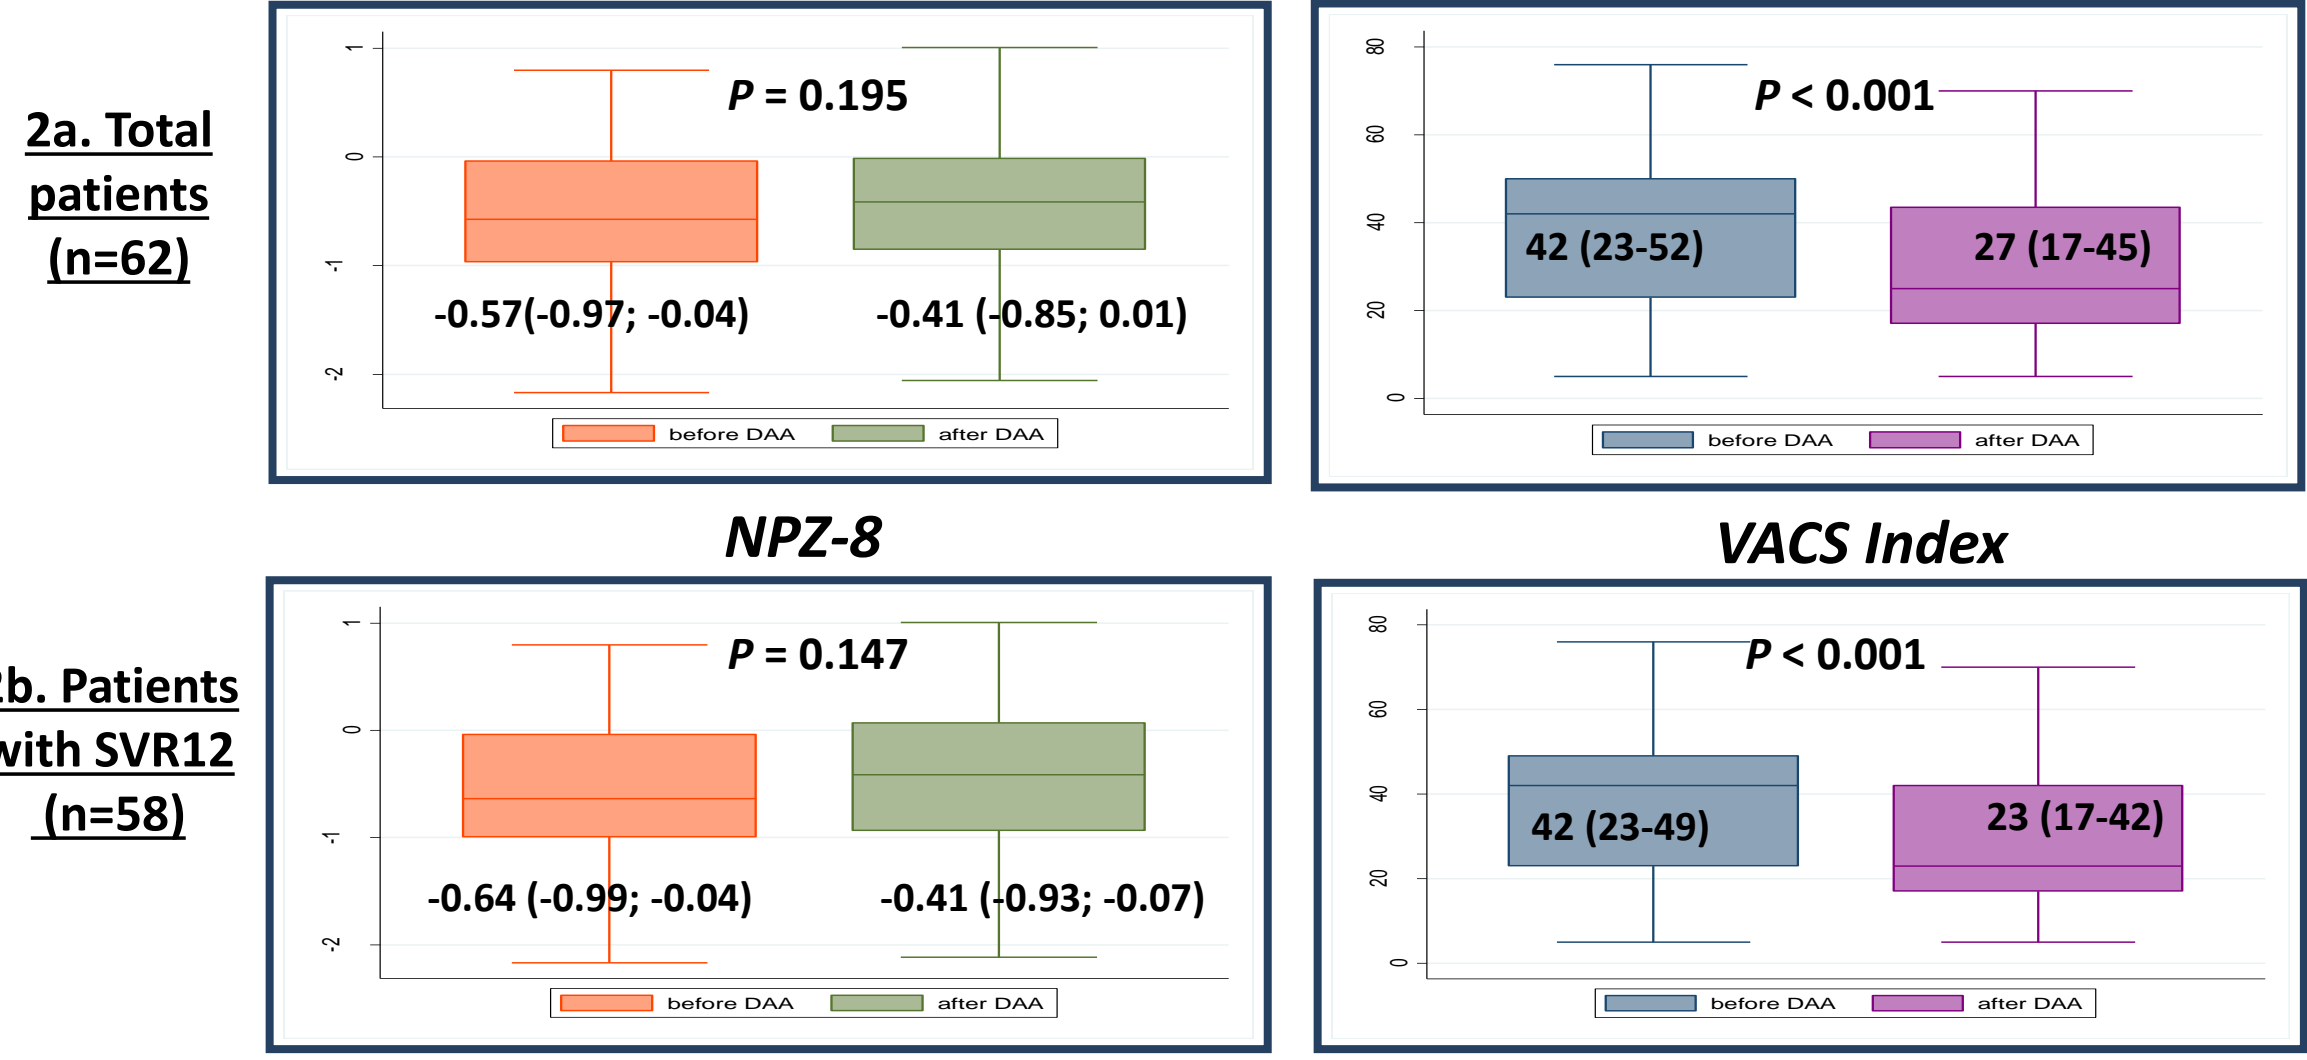 2a. Total
patients
(n=62)
1
0
-1
-2
P = 0.195
-0.57(-0.97; -0.04)
-0.41 (-0.85; 0.01)
before DAA
after DAA
80
60
40
20
0
P < 0.001
42 (23-52)
27 (17-45)
before DAA
after DAA
NPZ-8
VACS Index
2b. Patients
with SVR12
(n=58)
1
0
-1
-2
P = 0.147
-0.64 (-0.99; -0.04)
-0.41 (-0.93; -0.07)
before DAA
after DAA
80
60
40
20
0
P < 0.001
42 (23-49)
23 (17-42)
before DAA
after DAA